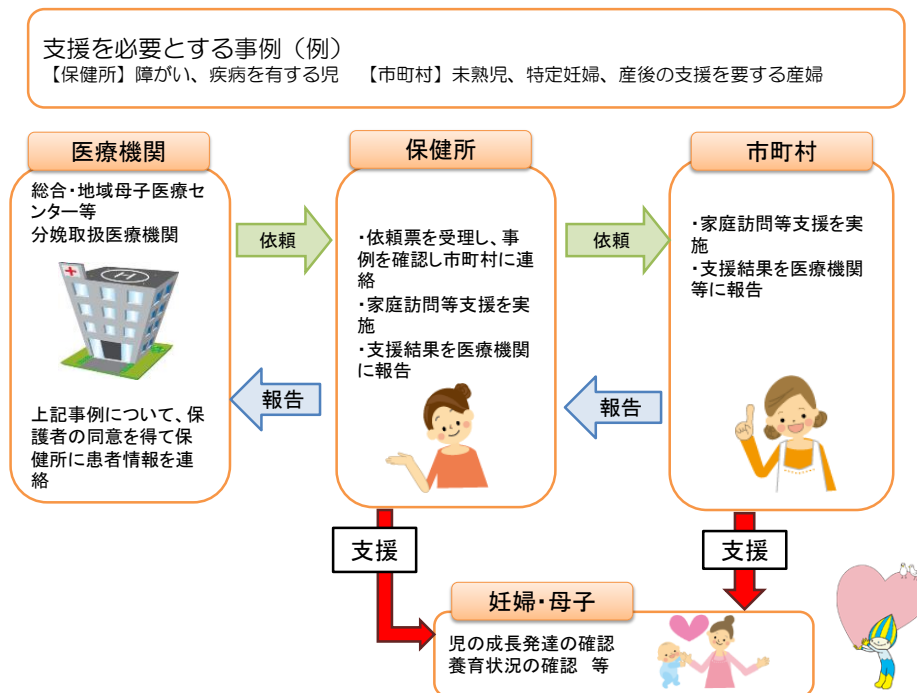 支援を必要とする事例（例）
【保健所】障がい、疾病を有する児　【市町村】未熟児、特定妊婦、産後の支援を要する産婦
医療機関
総合・地域母子医療セ
ンター等
分娩取扱医療機関
H
上記事例について、保
護者の同意を得て保
健所に患者情報を連
絡
依頼
報告
保健所
・依頼票を受理し、事
例を確認し市町村に連
絡
・家庭訪問等支援を実
施
・支援結果を医療機関
に報告
依頼
報告
市町村
・家庭訪問等支援を実
施
・支援結果を医療機関
等に報告
支援
支援
妊婦・母子
児の成長発達の確認
養育状況の確認　等